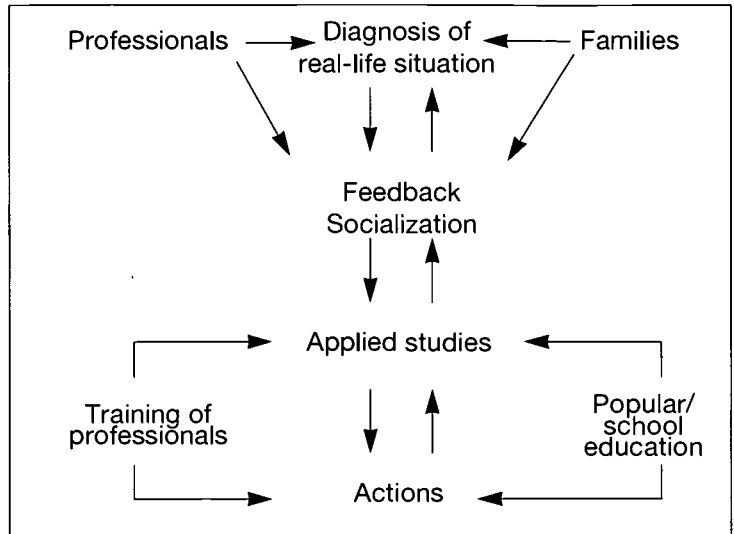 Professionals
Diagnosis of
real-life situation
Families
Feedback
Socialization
Applied studies
Training of
professionals
Popular/
school
education
Actions